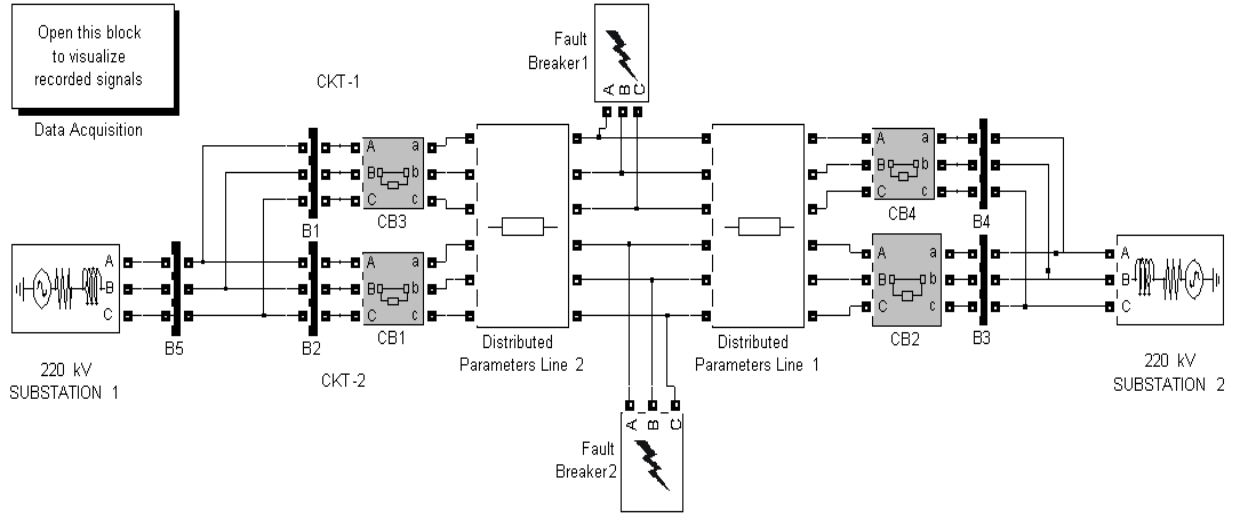 Open this block
to visualize
recorded signals
Data Acquisition
CKT-1
Fault
Breaker1
A B C
A
B
C
a
b
c
CB3
B1
A
B
C
220 kV
SUBSTATION 1
B5
B2
A
B
C
a
b
c
CB1
CKT-2
Distributed
Parameters Line 2
Distributed
Parameters Line 1
A
B
C
a
b
c
CB4
B4
A
B
C
a
b
c
CB2
B3
A
B
C
220 kV
SUBSTATION 2
A B C
Fault
Breaker2